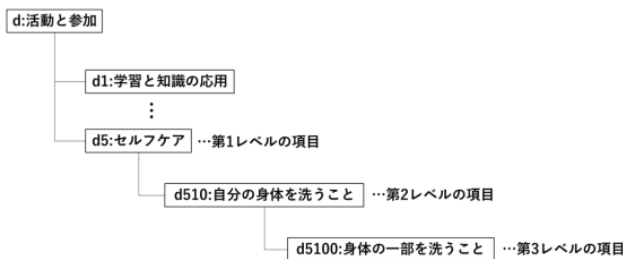 d:活動と参加
d1:学習と知識の応用
⋮
d5:セルフケア …第1レベルの項目
d510:自分の身体を洗うこと …第2レベルの項目
d5100:身体の一部を洗うこと …第3レベルの項目